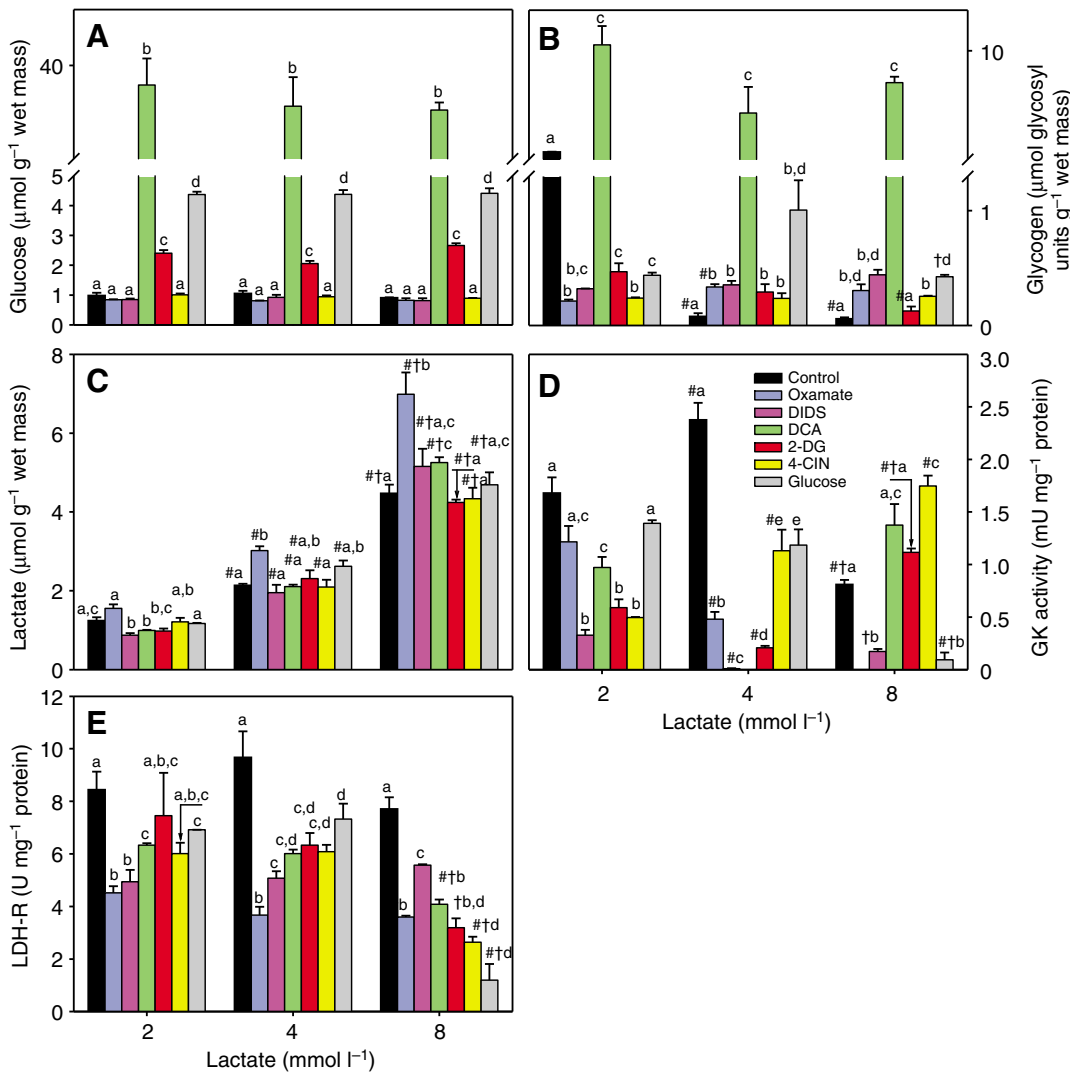 A
Glucose (μmol g⁻¹ wet mass)
40
5
4
3
2
1
0
b
b
b
a a a c a d
a a a c a d
a a a c a d
B
Glycogen (μmol glycosyl
units g⁻¹ wet mass)
10
1
0
a
c
c
c
b b,c c b c
#a #b b b b b,d
#a b,d b,d #a b †d
C
Lactate (μmol g⁻¹ wet mass)
8
6
4
2
0
a,c a b b b,c a,b a
#a #b #a #a #a,b #a #a,b
#†a #†b #†a,c #†c #†a #†a #†a,c
D
Control
Oxamate
DIDS
DCA
2-DG
4-CIN
Glucose
GK activity (mU mg⁻¹ protein)
3.0
2.5
2.0
1.5
1.0
0.5
0
a a,c b c b b a
#a #b #c #d #e e
#†a †b a,c #†a #c #†b
2 4 8
Lactate (mmol l⁻¹)
E
LDH-R (U mg⁻¹ protein)
12
10
8
6
4
2
0
a b b c a,b,c a,b,c c
a b c c,d c,d c,d d
a b c #†b †b,d #†d #†d
2 4 8
Lactate (mmol l⁻¹)